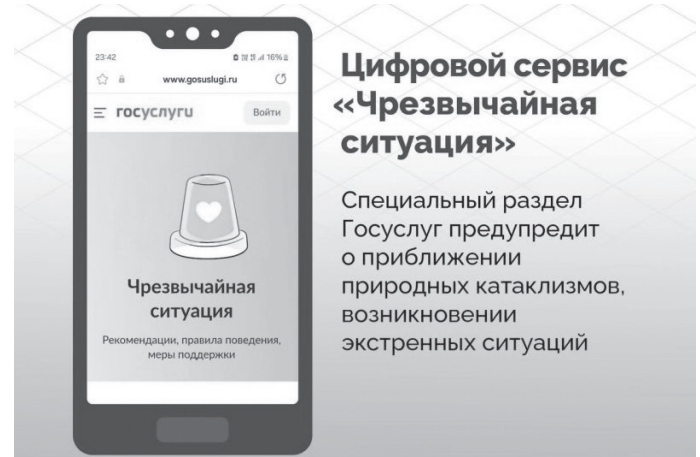 23:42
16%
www.gosuslugi.ru
госуслуги
Войти
Чрезвычайная
ситуация
Рекомендации, правила поведения,
меры поддержки
Цифровой сервис
«Чрезвычайная
ситуация»
Специальный раздел
Госуслуг предупредит
о приближении
природных катаклизмов,
возникновении
экстренных ситуаций